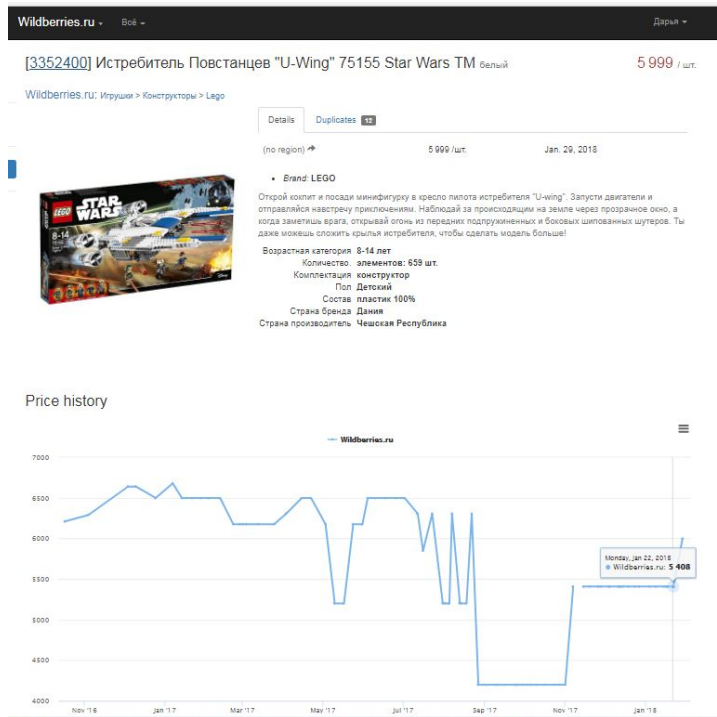 Wildberries.ru Всё Дарья
[3352400] Истребитель Повстанцев "U-Wing" 75155 Star Wars TM белый 5 999 / шт.
Wildberries.ru: Игрушки > Конструкторы > Lego
Details Duplicates 12
(no region) 5 999 /шт. Jan. 29, 2018
Brand: LEGO
Открой кокпит и посади минифигурку в кресло пилота истребителя "U-wing". Запусти двигатели и
отправляйся навстречу приключениям. Наблюдай за происходящим на земле через прозрачное окно, а
когда заметишь врага, открывай огонь из передних подпружиненных и боковых шипованных шутеров. Ты
даже можешь сложить крылья истребителя, чтобы сделать модель больше!
LEGO STAR WARS
8-14
Возрастная категория 8-14 лет
Количество. элементов: 659 шт.
Комплектация конструктор
Пол Детский
Состав пластик 100%
Страна бренда Дания
Страна производитель Чешская Республика
Price history
Wildberries.ru
7000
6500
6000
5500
5000
4500
4000
Monday, Jan 22, 2018
Wildberries.ru: 5 408
Nov '16 Jan '17 Mar '17 May '17 Jul '17 Sep '17 Nov '17 Jan '18